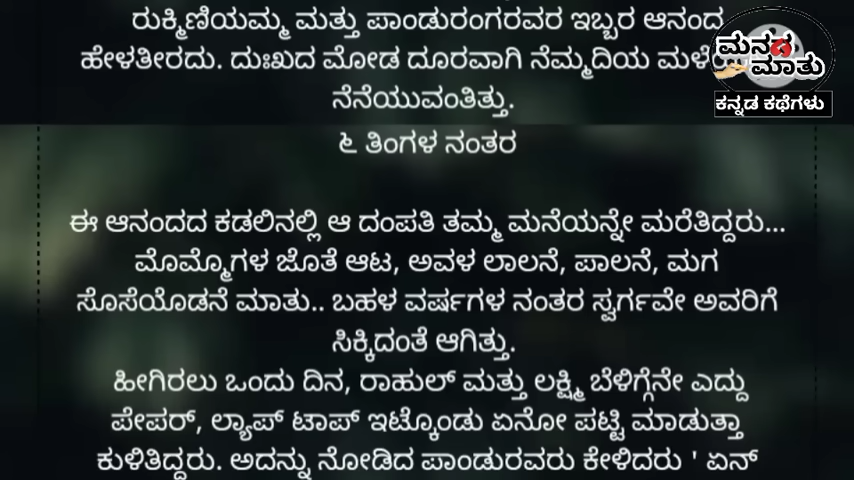 ರುಕ್ಮಿಣಿಯಮ್ಮ ಮತ್ತು ಪಾಂಡುರಂಗರವರ ಇಬ್ಬರ ಆನಂದ
ಹೇಳತೀರದು. ದುಃಖದ ಮೋಡ ದೂರವಾಗಿ ನೆಮ್ಮದಿಯ
ನೆನೆಯುವಂತಿತ್ತು.
ಮನದ ಮಾತು
ಕನ್ನಡ ಕಥೆಗಳು
೬ ತಿಂಗಳ ನಂತರ
ಈ ಆನಂದದ ಕಡಲಿನಲ್ಲಿ ಆ ದಂಪತಿ ತಮ್ಮ ಮನೆಯನ್ನೇ ಮರೆತಿದ್ದರು...
ಮೊಮ್ಮೊಗಳ ಜೊತೆ ಆಟ, ಅವಳ ಲಾಲನೆ, ಪಾಲನೆ, ಮಗ
ಸೊಸೆಯೊಡನೆ ಮಾತು.. ಬಹಳ ವರ್ಷಗಳ ನಂತರ ಸ್ವರ್ಗವೇ ಅವರಿಗೆ
ಸಿಕ್ಕಿದಂತೆ ಆಗಿತ್ತು.
ಹೀಗಿರಲು ಒಂದು ದಿನ, ರಾಹುಲ್ ಮತ್ತು ಲಕ್ಷ್ಮಿ ಬೆಳಿಗ್ಗೆನೇ ಎದ್ದು
ಪೇಪರ್, ಲ್ಯಾಪ್ ಟಾಪ್ ಇಟ್ಕೊಂಡು ಏನೋ ಪಟ್ಟಿ ಮಾಡುತ್ತಾ
ಕುಳಿತಿದ್ದರು. ಅದನ್ನು ನೋಡಿದ ಪಾಂಡುರವರು ಕೇಳಿದರು ' ಏನ್